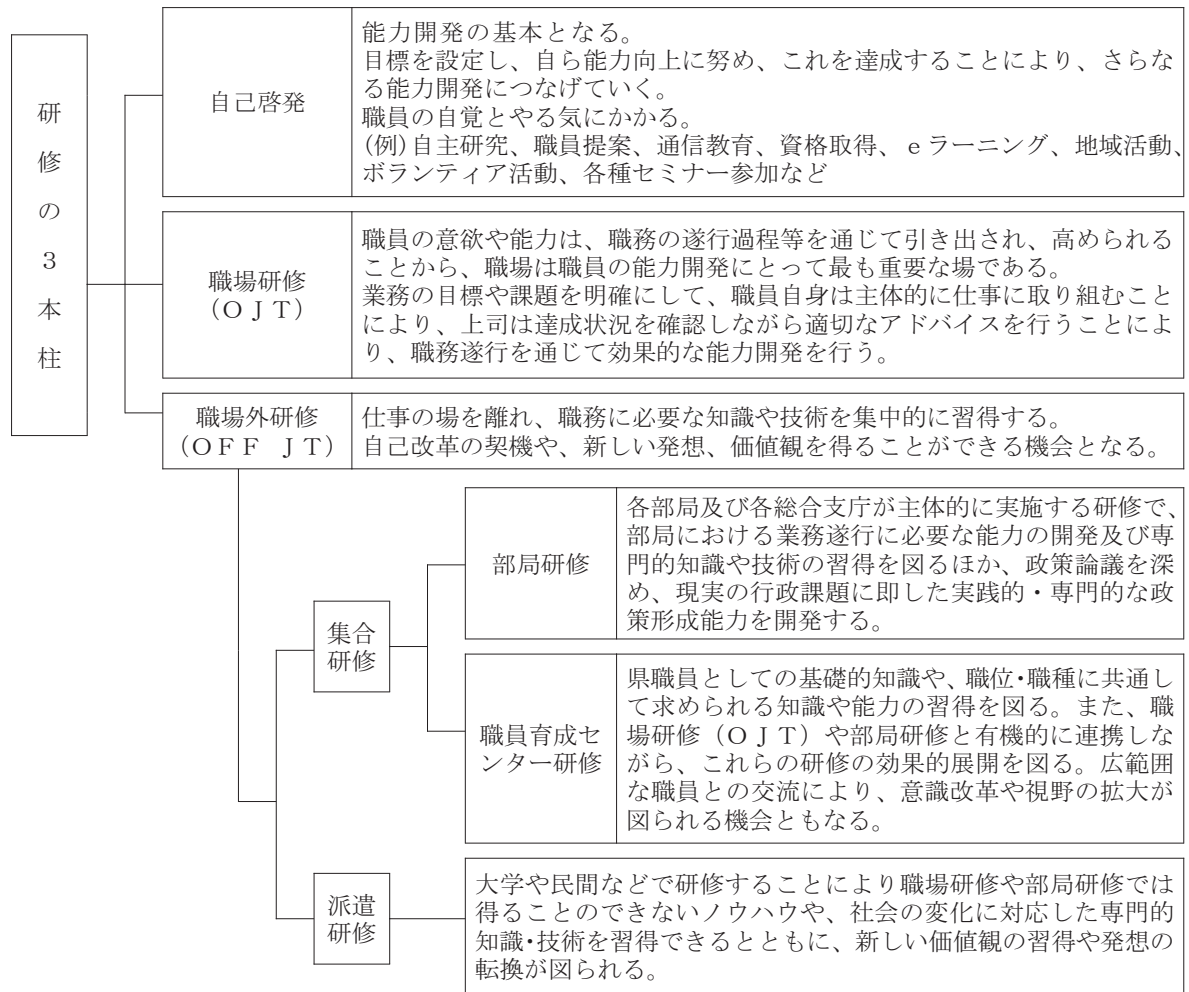 研修の３本柱
自己啓発
能力開発の基本となる。
目標を設定し、自ら能力向上に努め、これを達成することにより、さらな
る能力開発につなげていく。
職員の自覚とやる気にかかる。
(例)自主研究、職員提案、通信教育、資格取得、ｅラーニング、地域活動、
ボランティア活動、各種セミナー参加など
職場研修
（ＯＪＴ）
職員の意欲や能力は、職務の遂行過程等を通じて引き出され、高められる
ことから、職場は職員の能力開発にとって最も重要な場である。
業務の目標や課題を明確にして、職員自身は主体的に仕事に取り組むこと
により、上司は達成状況を確認しながら適切なアドバイスを行うことによ
り、職務遂行を通じて効果的な能力開発を行う。
職場外研修
（ＯＦＦ　ＪＴ）
仕事の場を離れ、職務に必要な知識や技術を集中的に習得する。
自己改革の契機や、新しい発想、価値観を得ることができる機会となる。
集合
研修
部局研修
各部局及び各総合支庁が主体的に実施する研修で、
部局における業務遂行に必要な能力の開発及び専
門的知識や技術の習得を図るほか、政策論議を深
め、現実の行政課題に即した実践的・専門的な政
策形成能力を開発する。
職員育成セ
ンター研修
県職員としての基礎的知識や、職位・職種に共通し
て求められる知識や能力の習得を図る。また、職
場研修（ＯＪＴ）や部局研修と有機的に連携しな
がら、これらの研修の効果的展開を図る。広範囲
な職員との交流により、意識改革や視野の拡大が
図られる機会ともなる。
派遣
研修
大学や民間などで研修することにより職場研修や部局研修では
得ることのできないノウハウや、社会の変化に対応した専門的
知識・技術を習得できるとともに、新しい価値観の習得や発想の
転換が図られる。